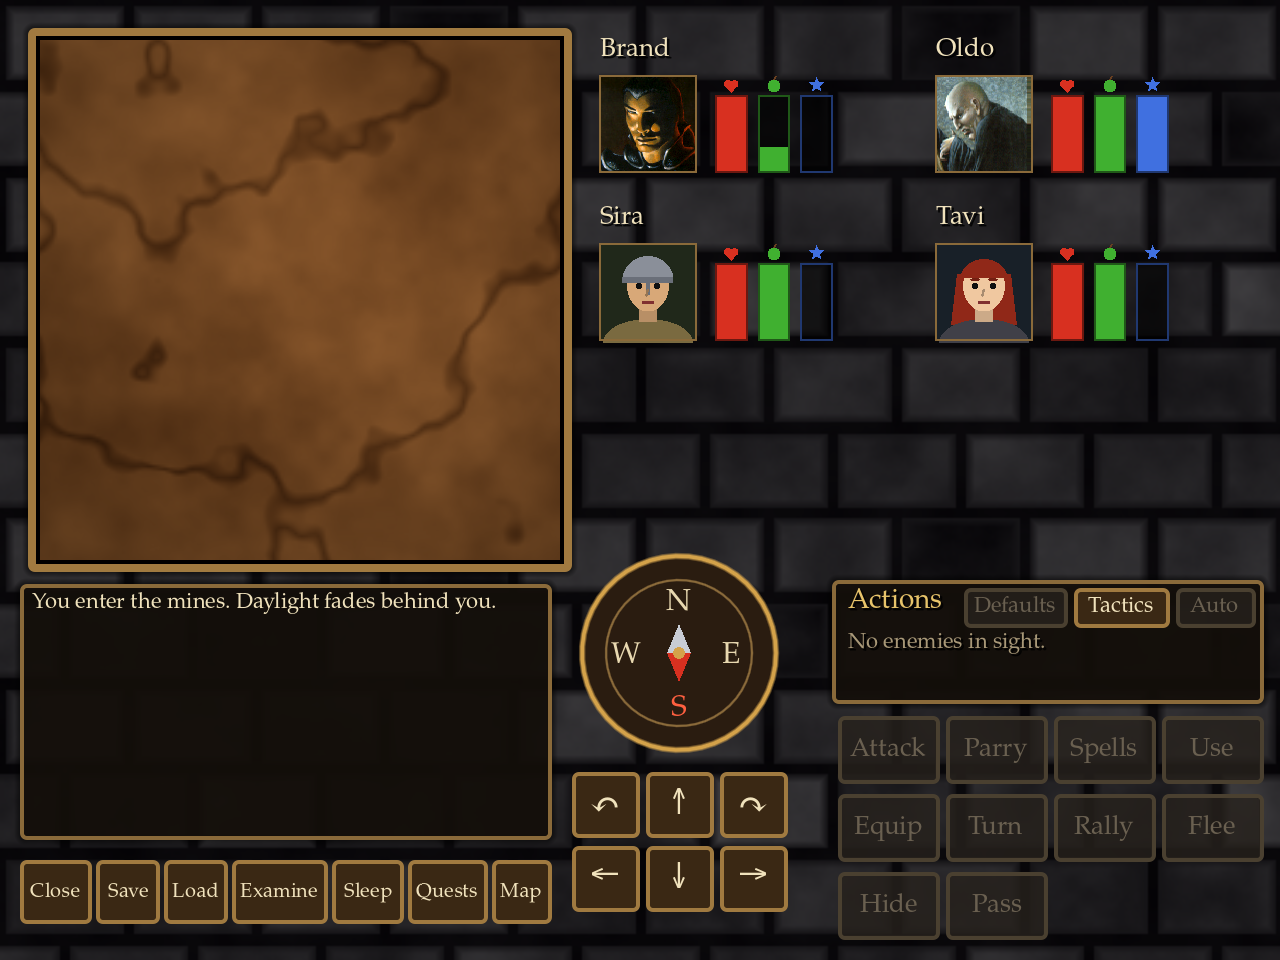 Brand
Oldo
Sira
Tavi
You enter the mines. Daylight fades behind you.
N
W E
S
Actions Defaults Tactics Auto
No enemies in sight.
Attack Parry Spells Use
Equip Turn Rally Flee
Hide Pass
Close Save Load Examine Sleep Quests Map